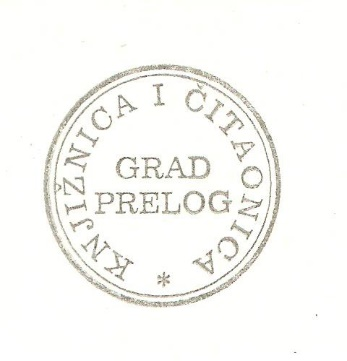 KNJIŽNICA I ČITAONICA *
GRAD
PRELOG